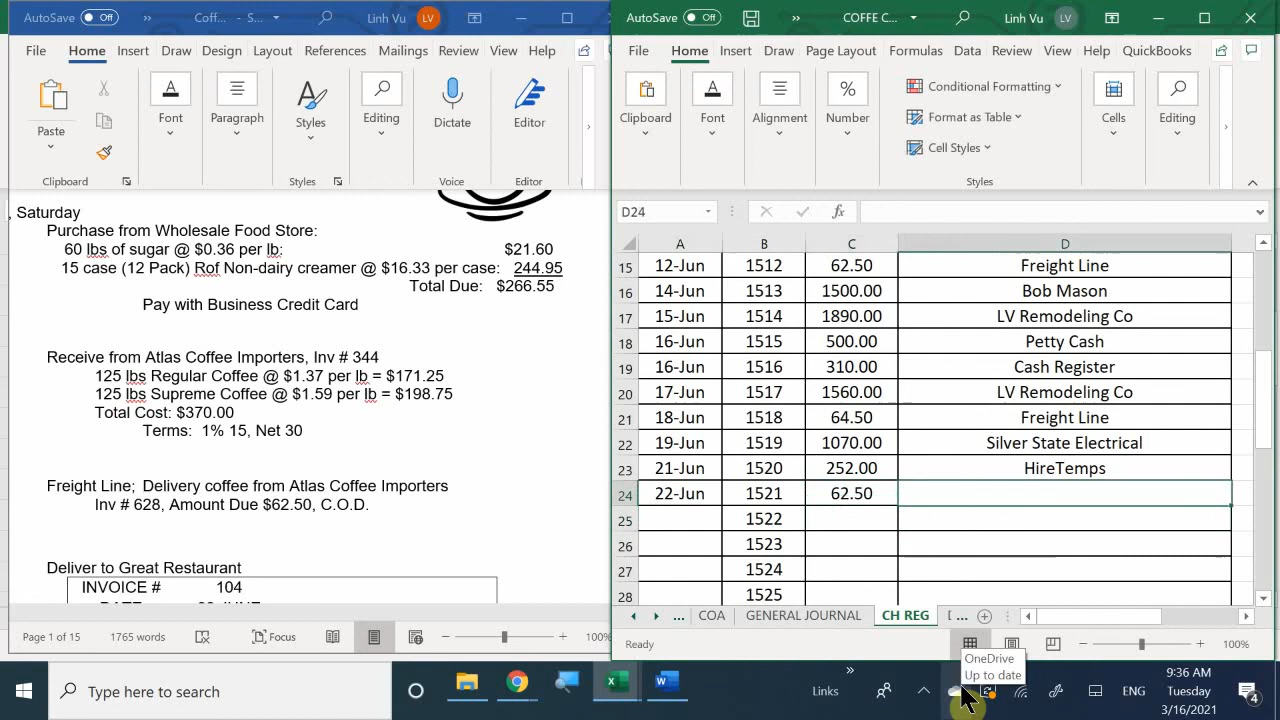 AutoSave Off
»
Coff... - S...
Linh Vu LV
File Home Insert Draw Design Layout References Mailings Review View Help
Paste
Font
Paragraph
Styles
Editing
Dictate
Editor
Clipboard
Styles
Voice
Editor
, Saturday
Purchase from Wholesale Food Store:
60 lbs of sugar @ $0.36 per lb: $21.60
15 case (12 Pack) Rof Non-dairy creamer @ $16.33 per case: 244.95
Total Due: $266.55
Pay with Business Credit Card
Receive from Atlas Coffee Importers, Inv # 344
125 lbs Regular Coffee @ $1.37 per lb = $171.25
125 lbs Supreme Coffee @ $1.59 per lb = $198.75
Total Cost: $370.00
Terms: 1% 15, Net 30
Freight Line; Delivery coffee from Atlas Coffee Importers
Inv # 628, Amount Due $62.50, C.O.D.
Deliver to Great Restaurant
INVOICE # 104
Page 1 of 15 1765 words Focus 100%
AutoSave Off
»
COFFE C...
Linh Vu LV
File Home Insert Draw Page Layout Formulas Data Review View Help QuickBooks
Clipboard
Font
Alignment
% Number
Conditional Formatting
Format as Table
Cell Styles
Styles
Cells
Editing
D24 fx
A B C D
15 12-Jun 1512 62.50 Freight Line
16 14-Jun 1513 1500.00 Bob Mason
17 15-Jun 1514 1890.00 LV Remodeling Co
18 16-Jun 1515 500.00 Petty Cash
19 16-Jun 1516 310.00 Cash Register
20 17-Jun 1517 1560.00 LV Remodeling Co
21 18-Jun 1518 64.50 Freight Line
22 19-Jun 1519 1070.00 Silver State Electrical
23 21-Jun 1520 252.00 HireTemps
24 22-Jun 1521 62.50
25 1522
26 1523
27 1524
28 1525
... COA GENERAL JOURNAL CH REG
Ready 100%
OneDrive
Up to date
Type here to search
Links
»
ENG
9:36 AM
Tuesday
3/16/2021
4